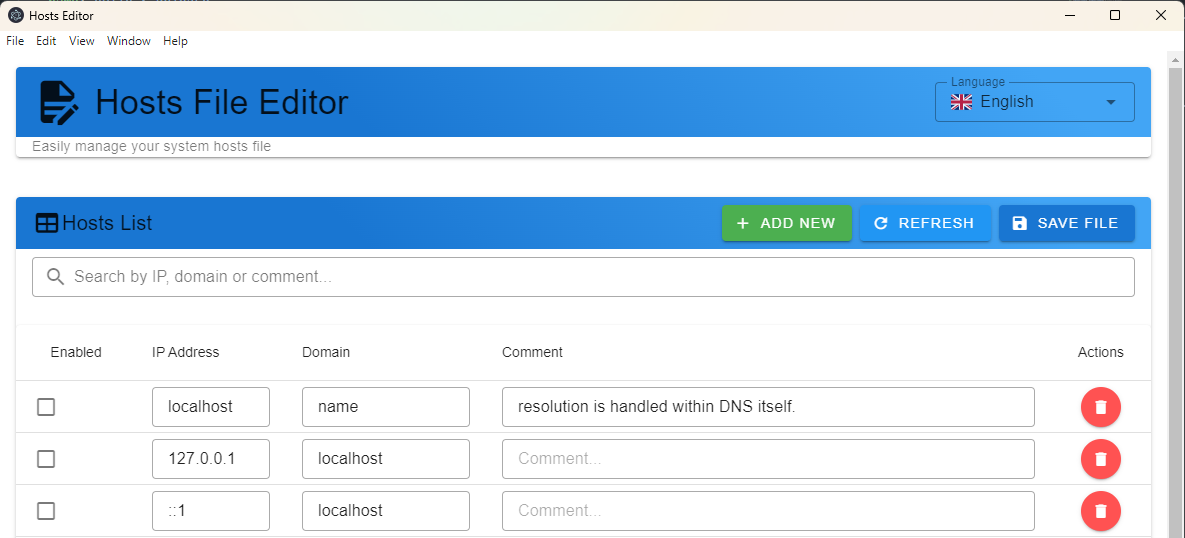 Hosts Editor
File Edit View Window Help
Hosts File Editor
Language
English
Easily manage your system hosts file
Hosts List
ADD NEW REFRESH SAVE FILE
Search by IP, domain or comment...
Enabled IP Address Domain Comment Actions
localhost name resolution is handled within DNS itself.
127.0.0.1 localhost Comment...
::1 localhost Comment...